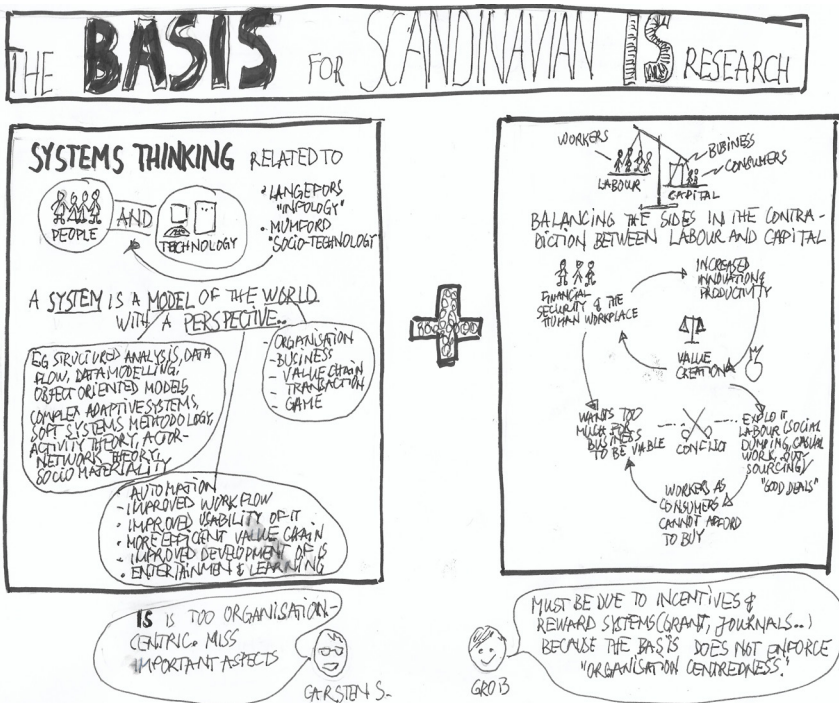 THE BASIS FOR SCANDINAVIAN IS RESEARCH
SYSTEMS THINKING RELATED TO
PEOPLE
AND
TECHNOLOGY
• LANGEFORS
"INFOLOGY"
• MUMFORD
"SOCIO-TECHNOLOGY
A SYSTEM IS A MODEL OF THE WORLD
WITH A PERSPECTIVE..
EG STRUCTURED ANALYSIS, DATA
FLOW, DATA MODELLING,
OBJECT ORIENTED MODELS
COMPLEX ADAPTIVE SYSTEMS,
SOFT SYSTEMS METHODOLOGY,
ACTIVITY THEORY, ACTOR-
NETWORK THEORY,
SOCIO MATERIALITY
- ORGANISATION
- BUSINESS
- VALUE CHAIN
- TRANSACTION
- GAME
• AUTOMATION
- IMPROVED WORKFLOW
• IMPROVED USABILITY OF IT
• MORE EFFICIENT VALUE CHAIN
• IMPROVED DEVELOPMENT OF IS
• ENTERTAINMEN & LEARNING
WORKERS
LABOUR
BUBINESS
CONSUMERS
CAPITAL
BALANCING THE SIDES IN THE CONTRA-
DICTION BETWEEN LABOUR AND CAPITAL
FINANCIAL
SECURITY & THE
HUMAN WORKPLACE
INCREASED
INNOVATION &
PRODUCTIVITY
VALUE
CREATION
WANTS TOO
MUCH FOR
BUSINESS
TO BE VIABLE
CONFLICT
EXPLOIT
LABOUR (SOCIAL
DUMPING, CASUAL
WORK, OUT
SOURCING)
"GOOD DEALS"
WORKERS AS
CONSUMERS
CANNOT AFFORD
TO BUY
IS IS TOO ORGANISATION-
CENTRIC. MISS
IMPORTANT ASPECTS
CARSTEN S-
MUST BE DUE TO INCENTIVES &
REWARD SYSTEMS (GRANT, JOURNALS..)
BECAUSE THE BASIS DOES NOT ENFORCE
"ORGANISATION CENTREDNESS."
GRO B